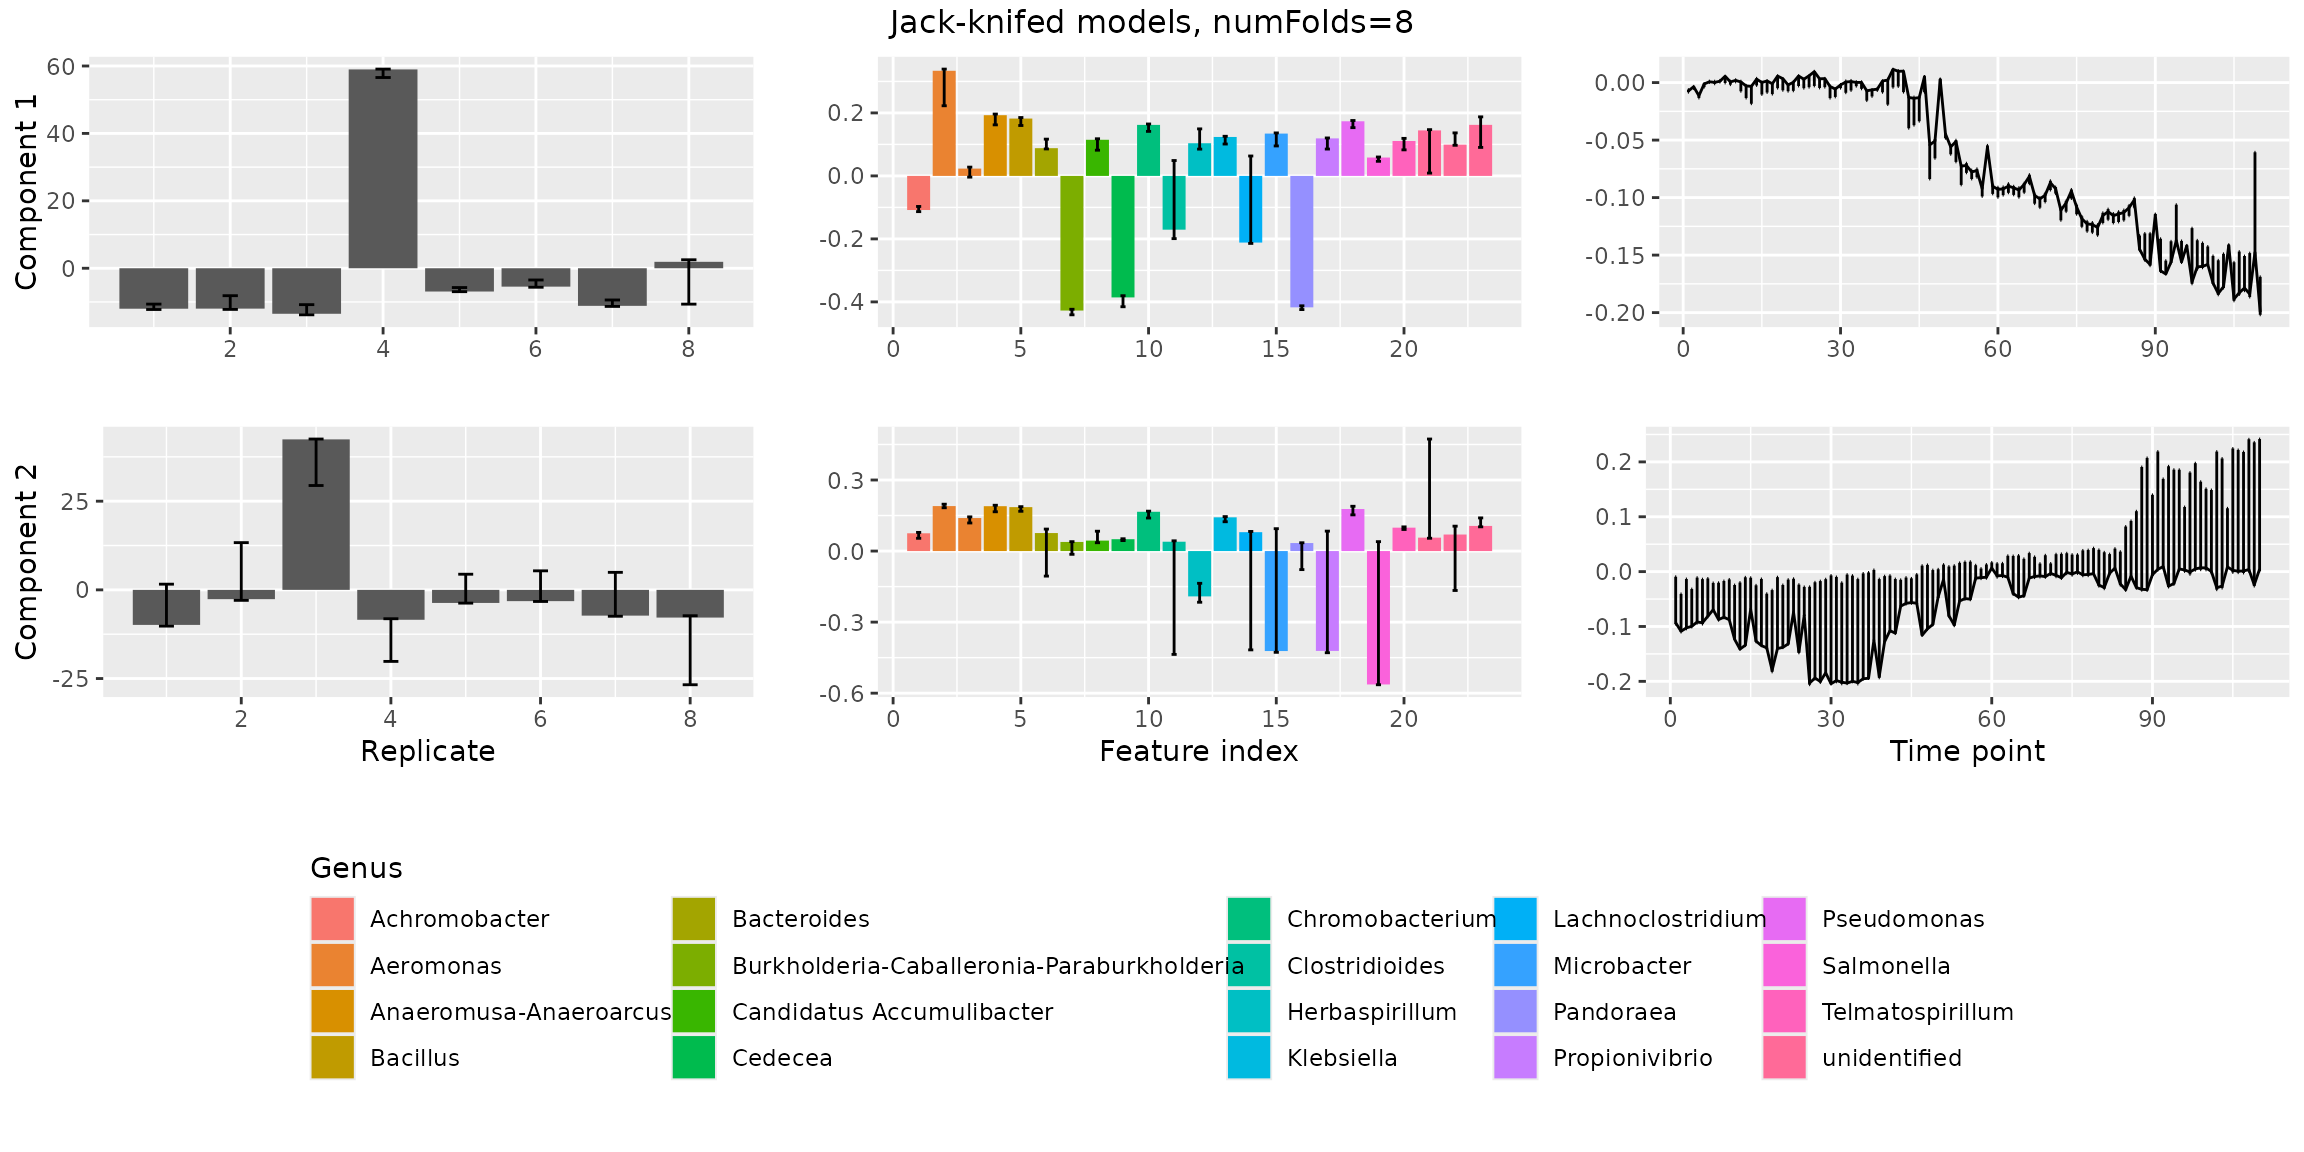 Jack-knifed models, numFolds=8
Component 1
60
40
20
0
2 4 6 8
0.2
0.0
-0.2
-0.4
0 5 10 15 20
0.00
-0.05
-0.10
-0.15
-0.20
0 30 60 90
Component 2
25
0
-25
2 4 6 8
Replicate
0.3
0.0
-0.3
-0.6
0 5 10 15 20
Feature index
0.2
0.1
0.0
-0.1
-0.2
0 30 60 90
Time point
Genus
Achromobacter
Aeromonas
Anaeromusa-Anaeroarcus
Bacillus
Bacteroides
Burkholderia-Caballeronia-Paraburkholderia
Candidatus Accumulibacter
Cedecea
Chromobacterium
Clostridioides
Herbaspirillum
Klebsiella
Lachnoclostridium
Microbacter
Pandoraea
Propionivibrio
Pseudomonas
Salmonella
Telmatospirillum
unidentified